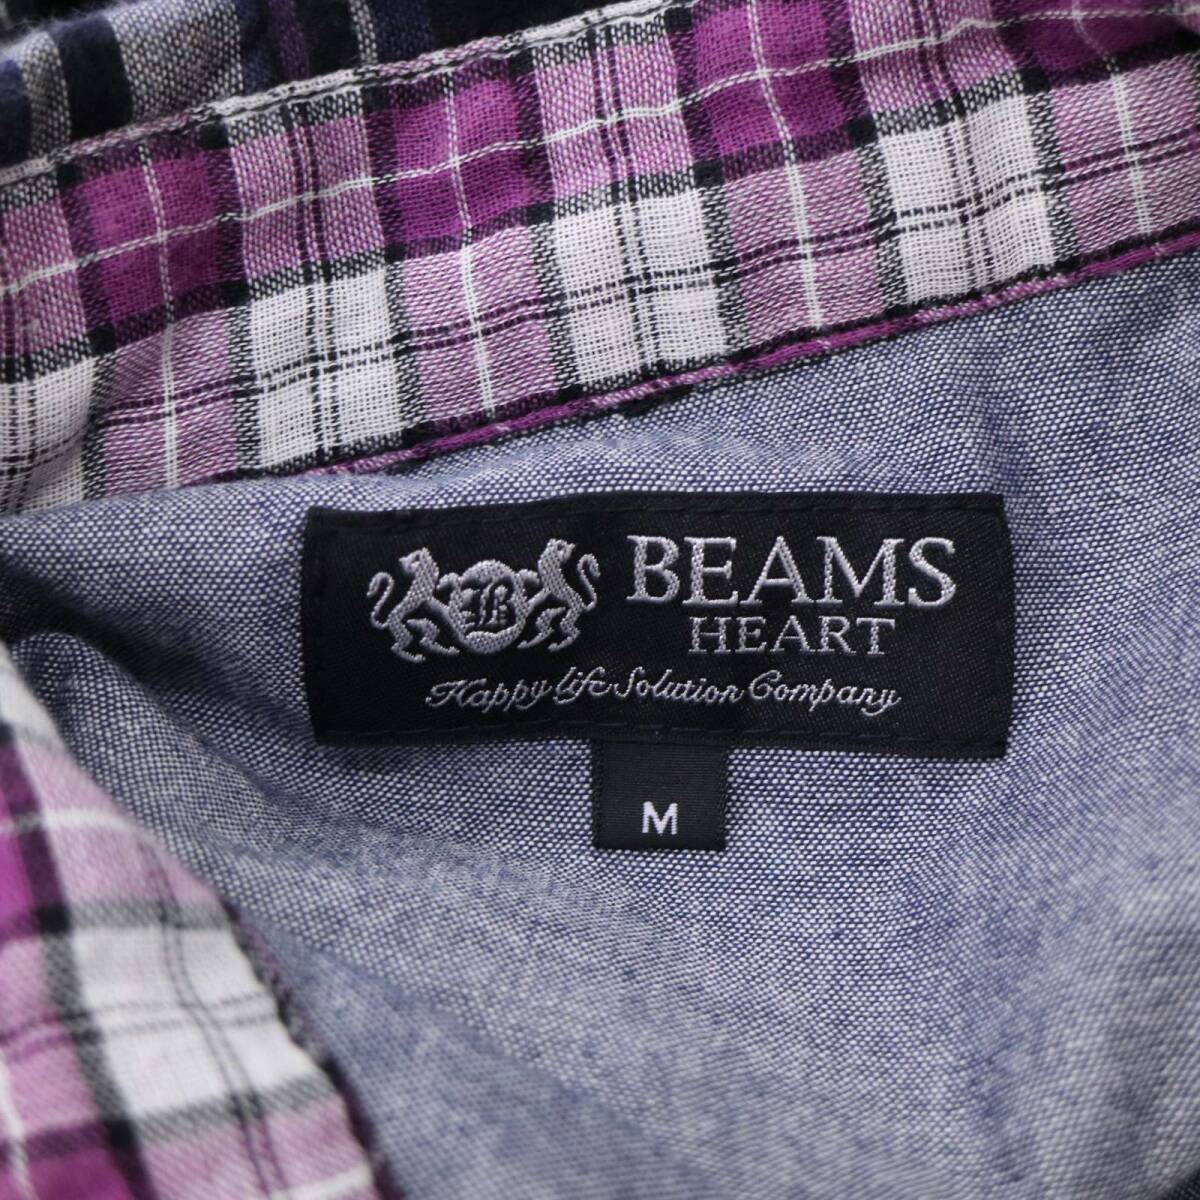 B
BEAMS
HEART
Happy life Solution Company
M